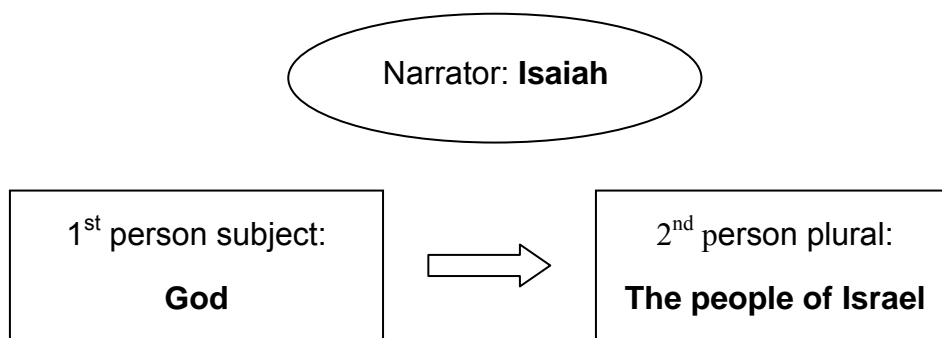 Narrator: Isaiah
1st person subject:
God
2nd person plural:
The people of Israel